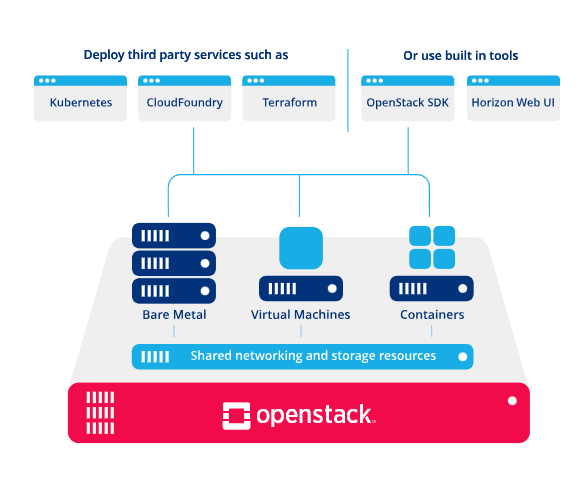 Deploy third party services such as
Or use built in tools
Kubernetes
CloudFoundry
Terraform
OpenStack SDK
Horizon Web UI
Bare Metal
Virtual Machines
Containers
Shared networking and storage resources
openstack.